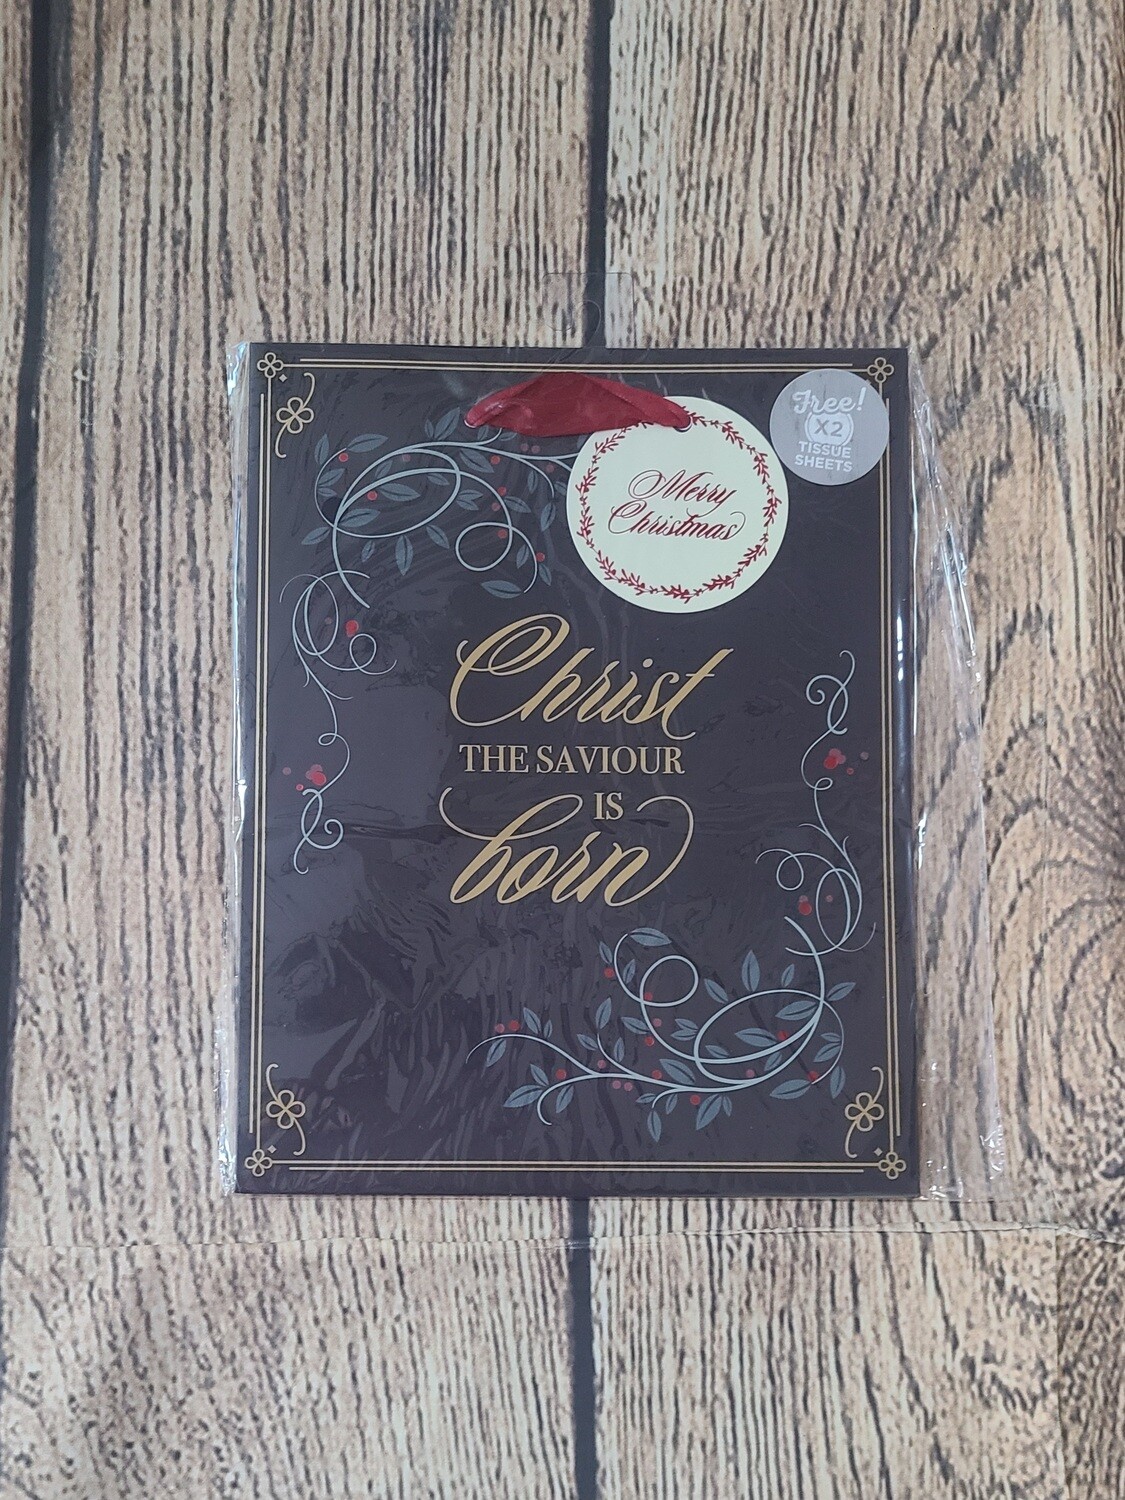 Free!
X2
TISSUE
SHEETS
Merry
Christmas
Christ
THE SAVIOUR
IS
born